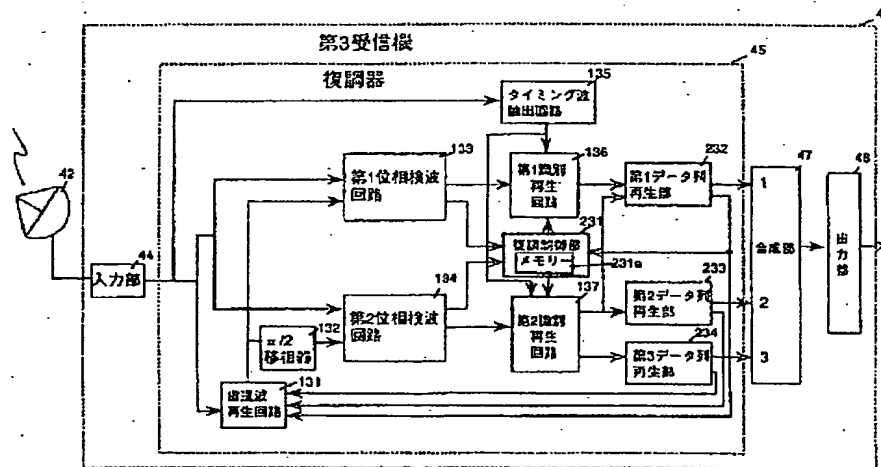 第3受信機
45
復調器
135
タイミング波
抽出回路
42
133
第1位相検波
回路
136
第1識別
再生
回路
232
第1データ列
再生部
47
1
合成部
2
3
48
出力部
231
復調制御部
メモリー
231a
44
入力部
134
第2位相検波
回路
132
π/2
移相器
137
第2識別
再生
回路
233
第2データ列
再生部
234
第3データ列
再生部
131
搬送波
再生回路